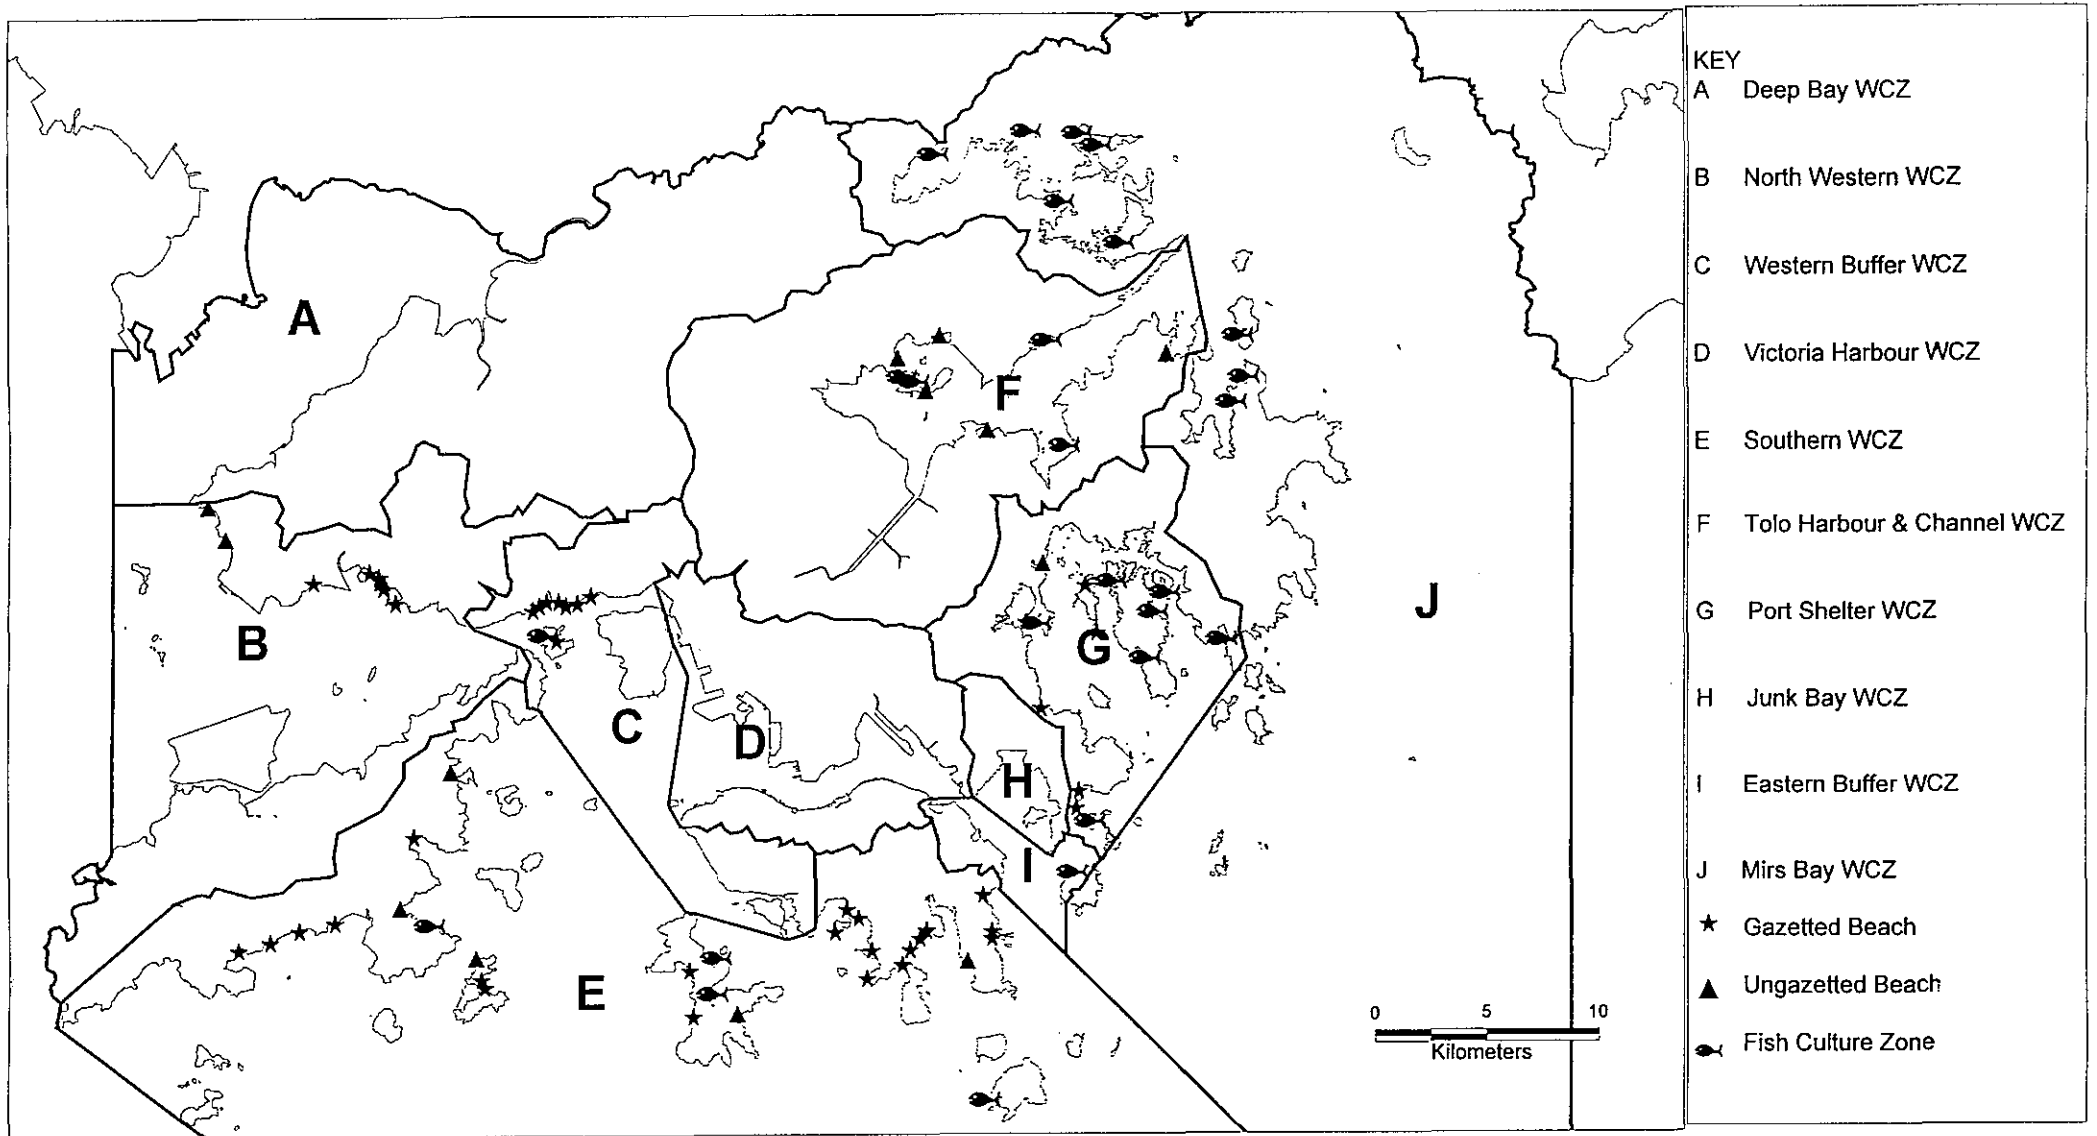 KEY
A Deep Bay WCZ
B North Western WCZ
C Western Buffer WCZ
D Victoria Harbour WCZ
E Southern WCZ
F Tolo Harbour & Channel WCZ
G Port Shelter WCZ
H Junk Bay WCZ
I Eastern Buffer WCZ
J Mirs Bay WCZ
Gazetted Beach
Ungazetted Beach
Fish Culture Zone
A
F
J
B
G
C
D
H
I
E
0 5 10
Kilometers